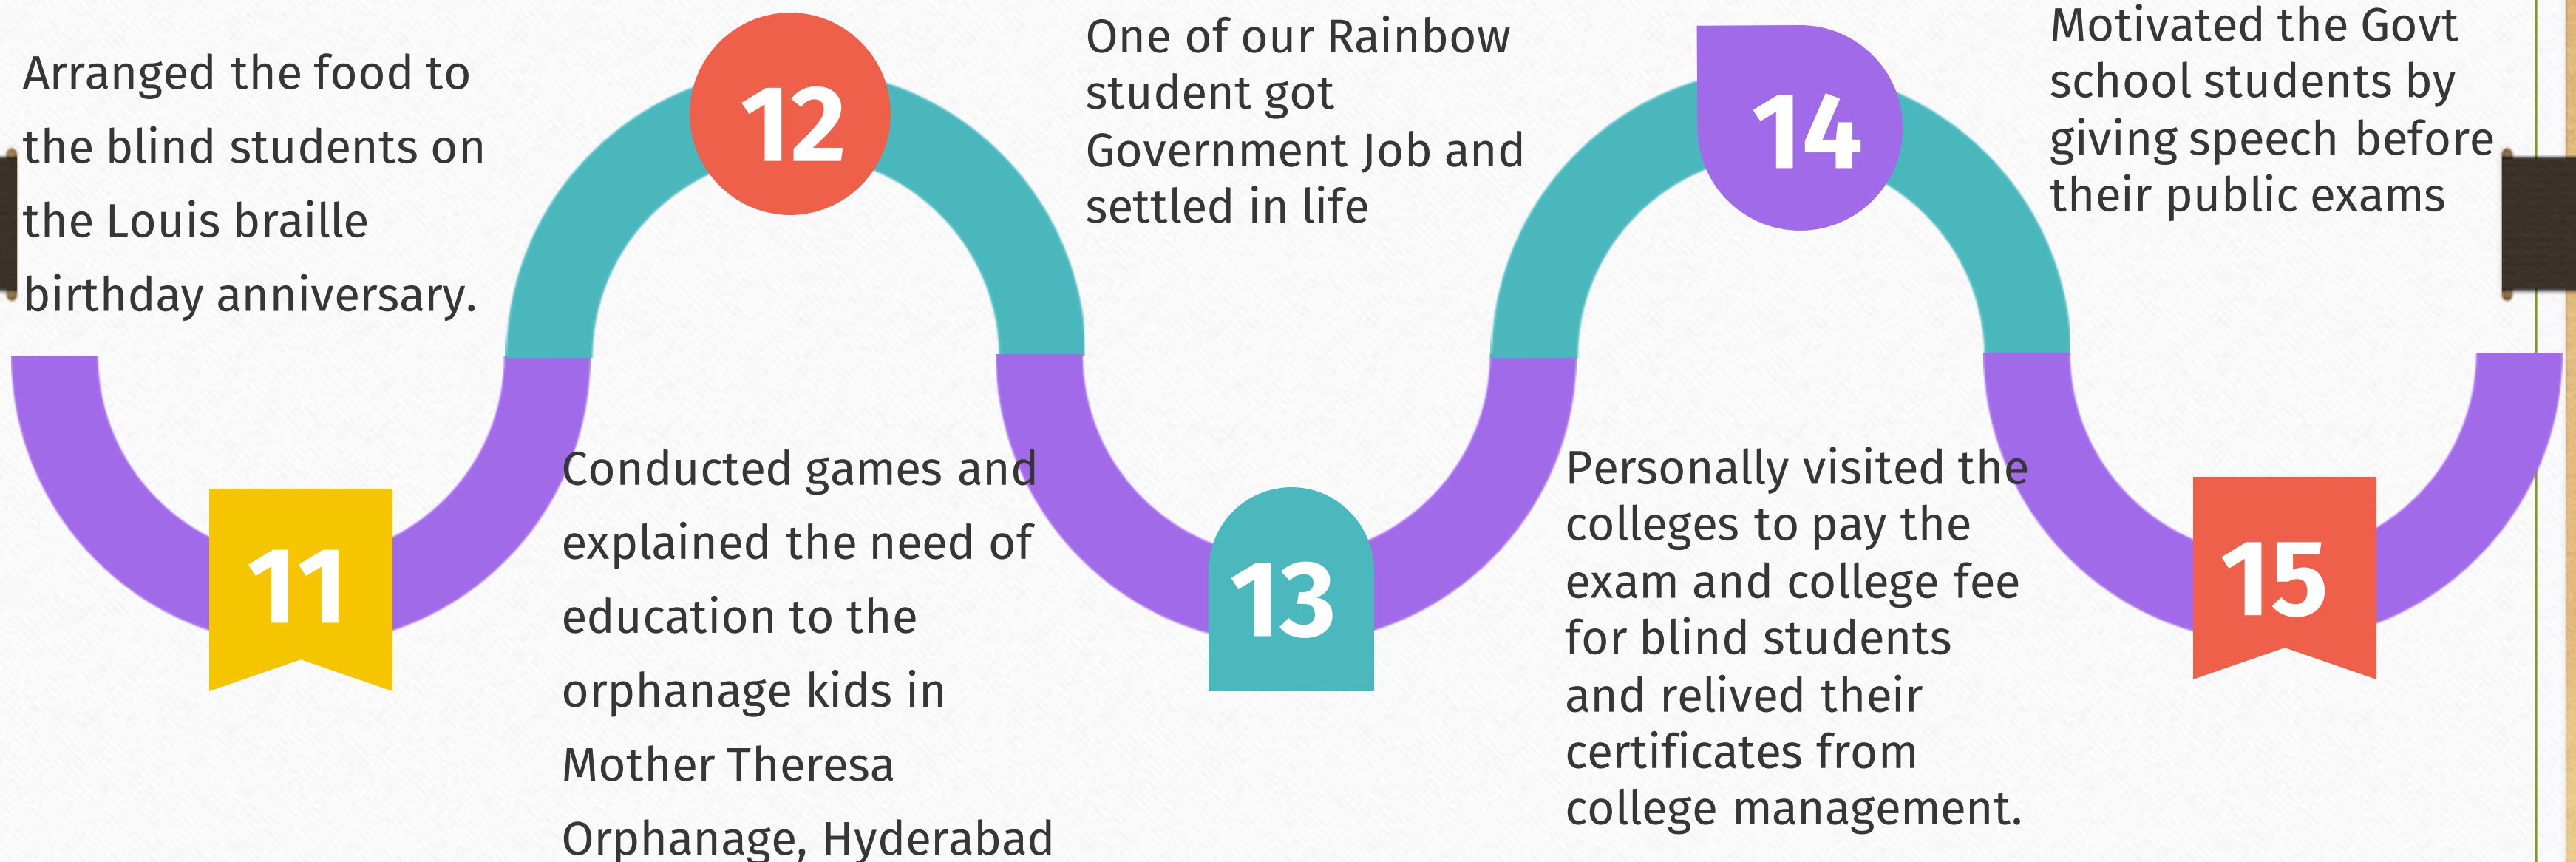 Arranged the food to
the blind students on
the Louis braille
birthday anniversary.
11
12
Conducted games and
explained the need of
education to the
orphanage kids in
Mother Theresa
Orphanage, Hyderabad
One of our Rainbow
student got
Government Job and
settled in life
13
14
Personally visited the
colleges to pay the
exam and college fee
for blind students
and relived their
certificates from
college management.
Motivated the Govt
school students by
giving speech before
their public exams
15